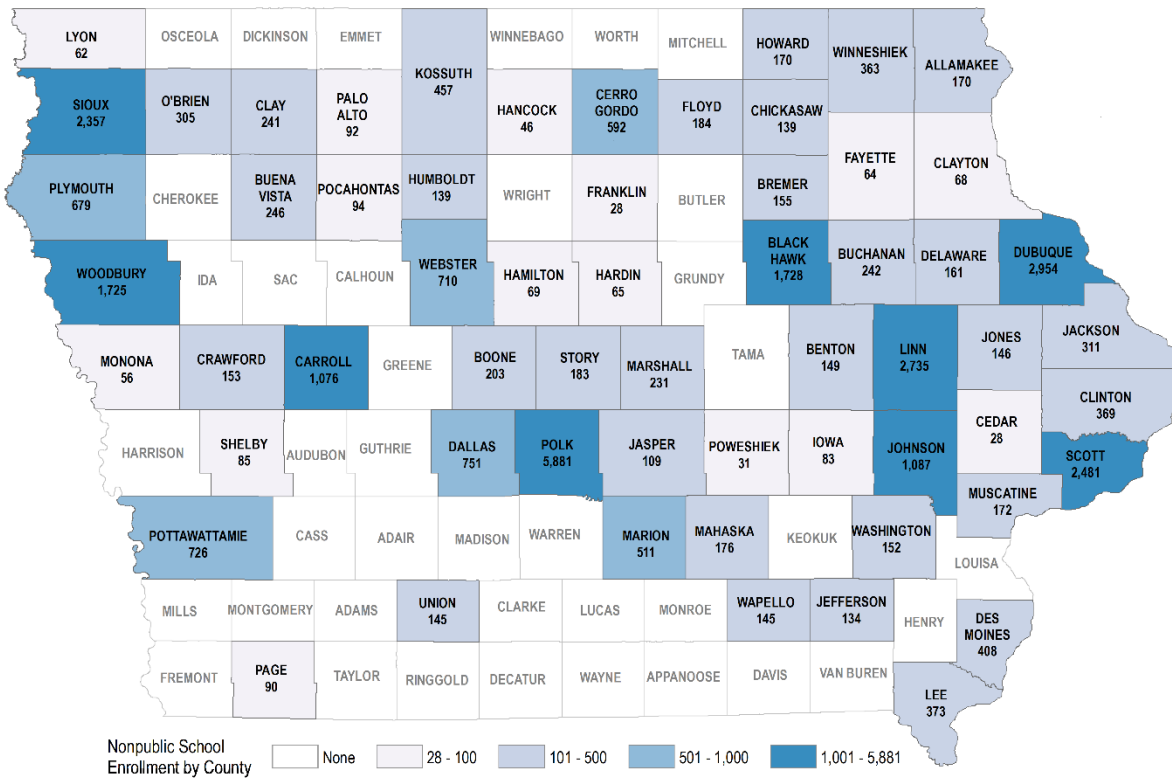 LYON
62
OSCEOLA
DICKINSON
EMMET
KOSSUTH
457
WINNEBAGO
WORTH
MITCHELL
HOWARD
170
WINNESHIEK
363
ALLAMAKEE
170
SIOUX
2,357
O'BRIEN
305
CLAY
241
PALO
ALTO
92
HANCOCK
46
CERRO
GORDO
592
FLOYD
184
CHICKASAW
139
FAYETTE
64
CLAYTON
68
PLYMOUTH
679
CHEROKEE
BUENA
VISTA
246
POCAHONTAS
94
HUMBOLDT
139
WRIGHT
FRANKLIN
28
BUTLER
BREMER
155
WOODBURY
1,725
IDA
SAC
CALHOUN
WEBSTER
710
HAMILTON
69
HARDIN
65
GRUNDY
BLACK
HAWK
1,728
BUCHANAN
242
DELAWARE
161
DUBUQUE
2,954
MONONA
56
CRAWFORD
153
CARROLL
1,076
GREENE
BOONE
203
STORY
183
MARSHALL
231
TAMA
BENTON
149
LINN
2,735
JONES
146
JACKSON
311
CLINTON
369
HARRISON
SHELBY
85
AUDUBON
GUTHRIE
DALLAS
751
POLK
5,881
JASPER
109
POWESHIEK
31
IOWA
83
JOHNSON
1,087
CEDAR
28
SCOTT
2,481
MUSCATINE
172
POTTAWATTAMIE
726
CASS
ADAIR
MADISON
WARREN
MARION
511
MAHASKA
176
KEOKUK
WASHINGTON
152
LOUISA
MILLS
MONTGOMERY
ADAMS
UNION
145
CLARKE
LUCAS
MONROE
WAPELLO
145
JEFFERSON
134
HENRY
DES
MOINES
408
FREMONT
PAGE
90
TAYLOR
RINGGOLD
DECATUR
WAYNE
APPANOOSE
DAVIS
VAN BUREN
LEE
373
Nonpublic School
Enrollment by County
None
28 - 100
101 - 500
501 - 1,000
1,001 - 5,881